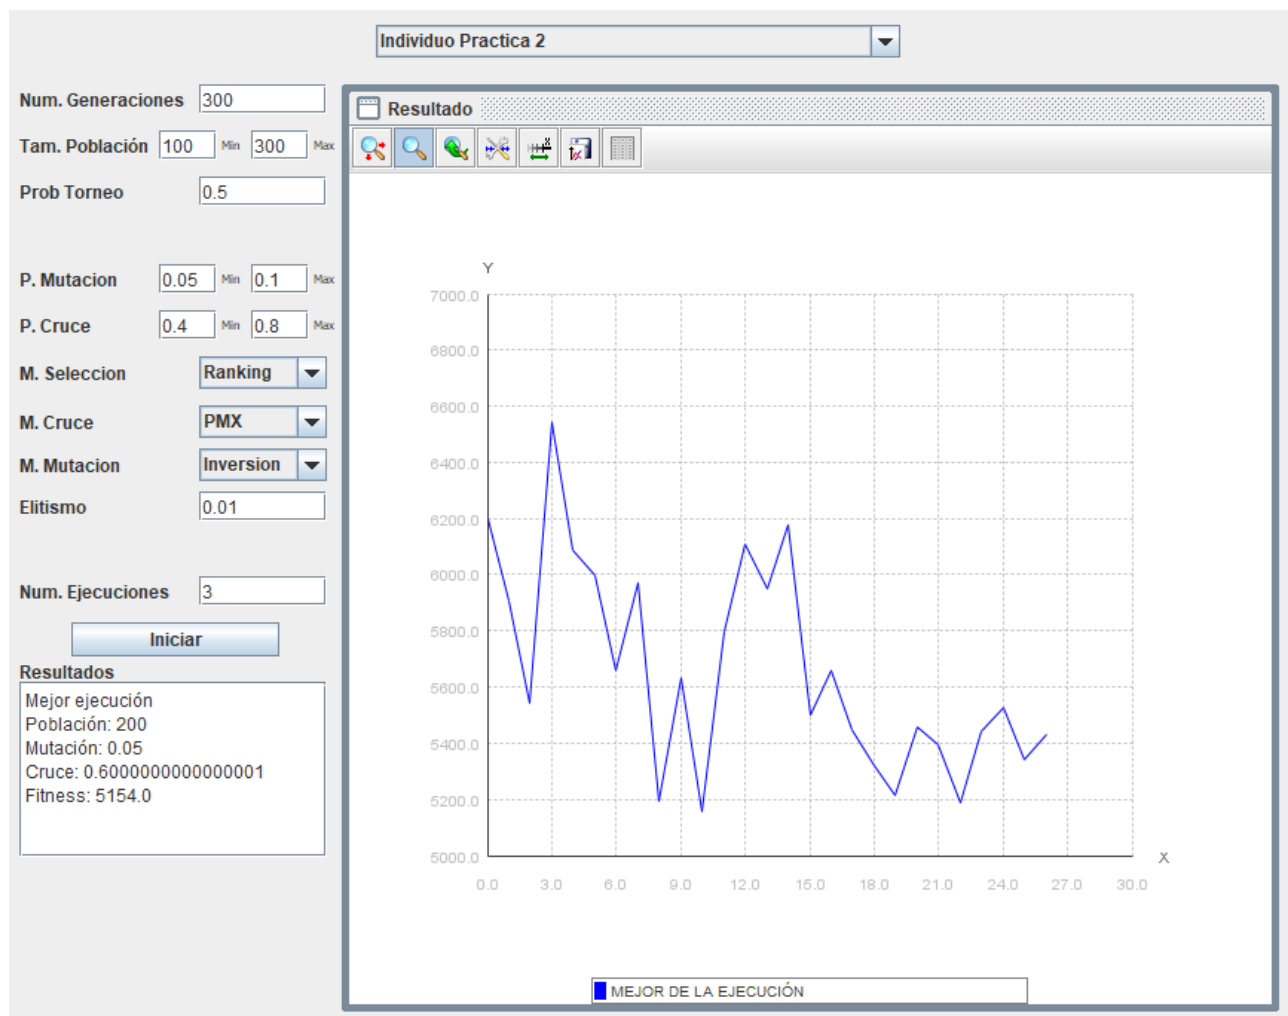 Individuo Practica 2
Num. Generaciones 300
Tam. Población 100 Min 300 Max
Prob Torneo 0.5
P. Mutacion 0.05 Min 0.1 Max
P. Cruce 0.4 Min 0.8 Max
M. Seleccion Ranking
M. Cruce PMX
M. Mutacion Inversion
Elitismo 0.01
Num. Ejecuciones 3
Iniciar
Resultados
Mejor ejecución
Población: 200
Mutación: 0.05
Cruce: 0.6000000000000001
Fitness: 5154.0
Resultado
Y
7000.0
6800.0
6600.0
6400.0
6200.0
6000.0
5800.0
5600.0
5400.0
5200.0
5000.0
X
0.0 3.0 6.0 9.0 12.0 15.0 18.0 21.0 24.0 27.0 30.0
MEJOR DE LA EJECUCIÓN